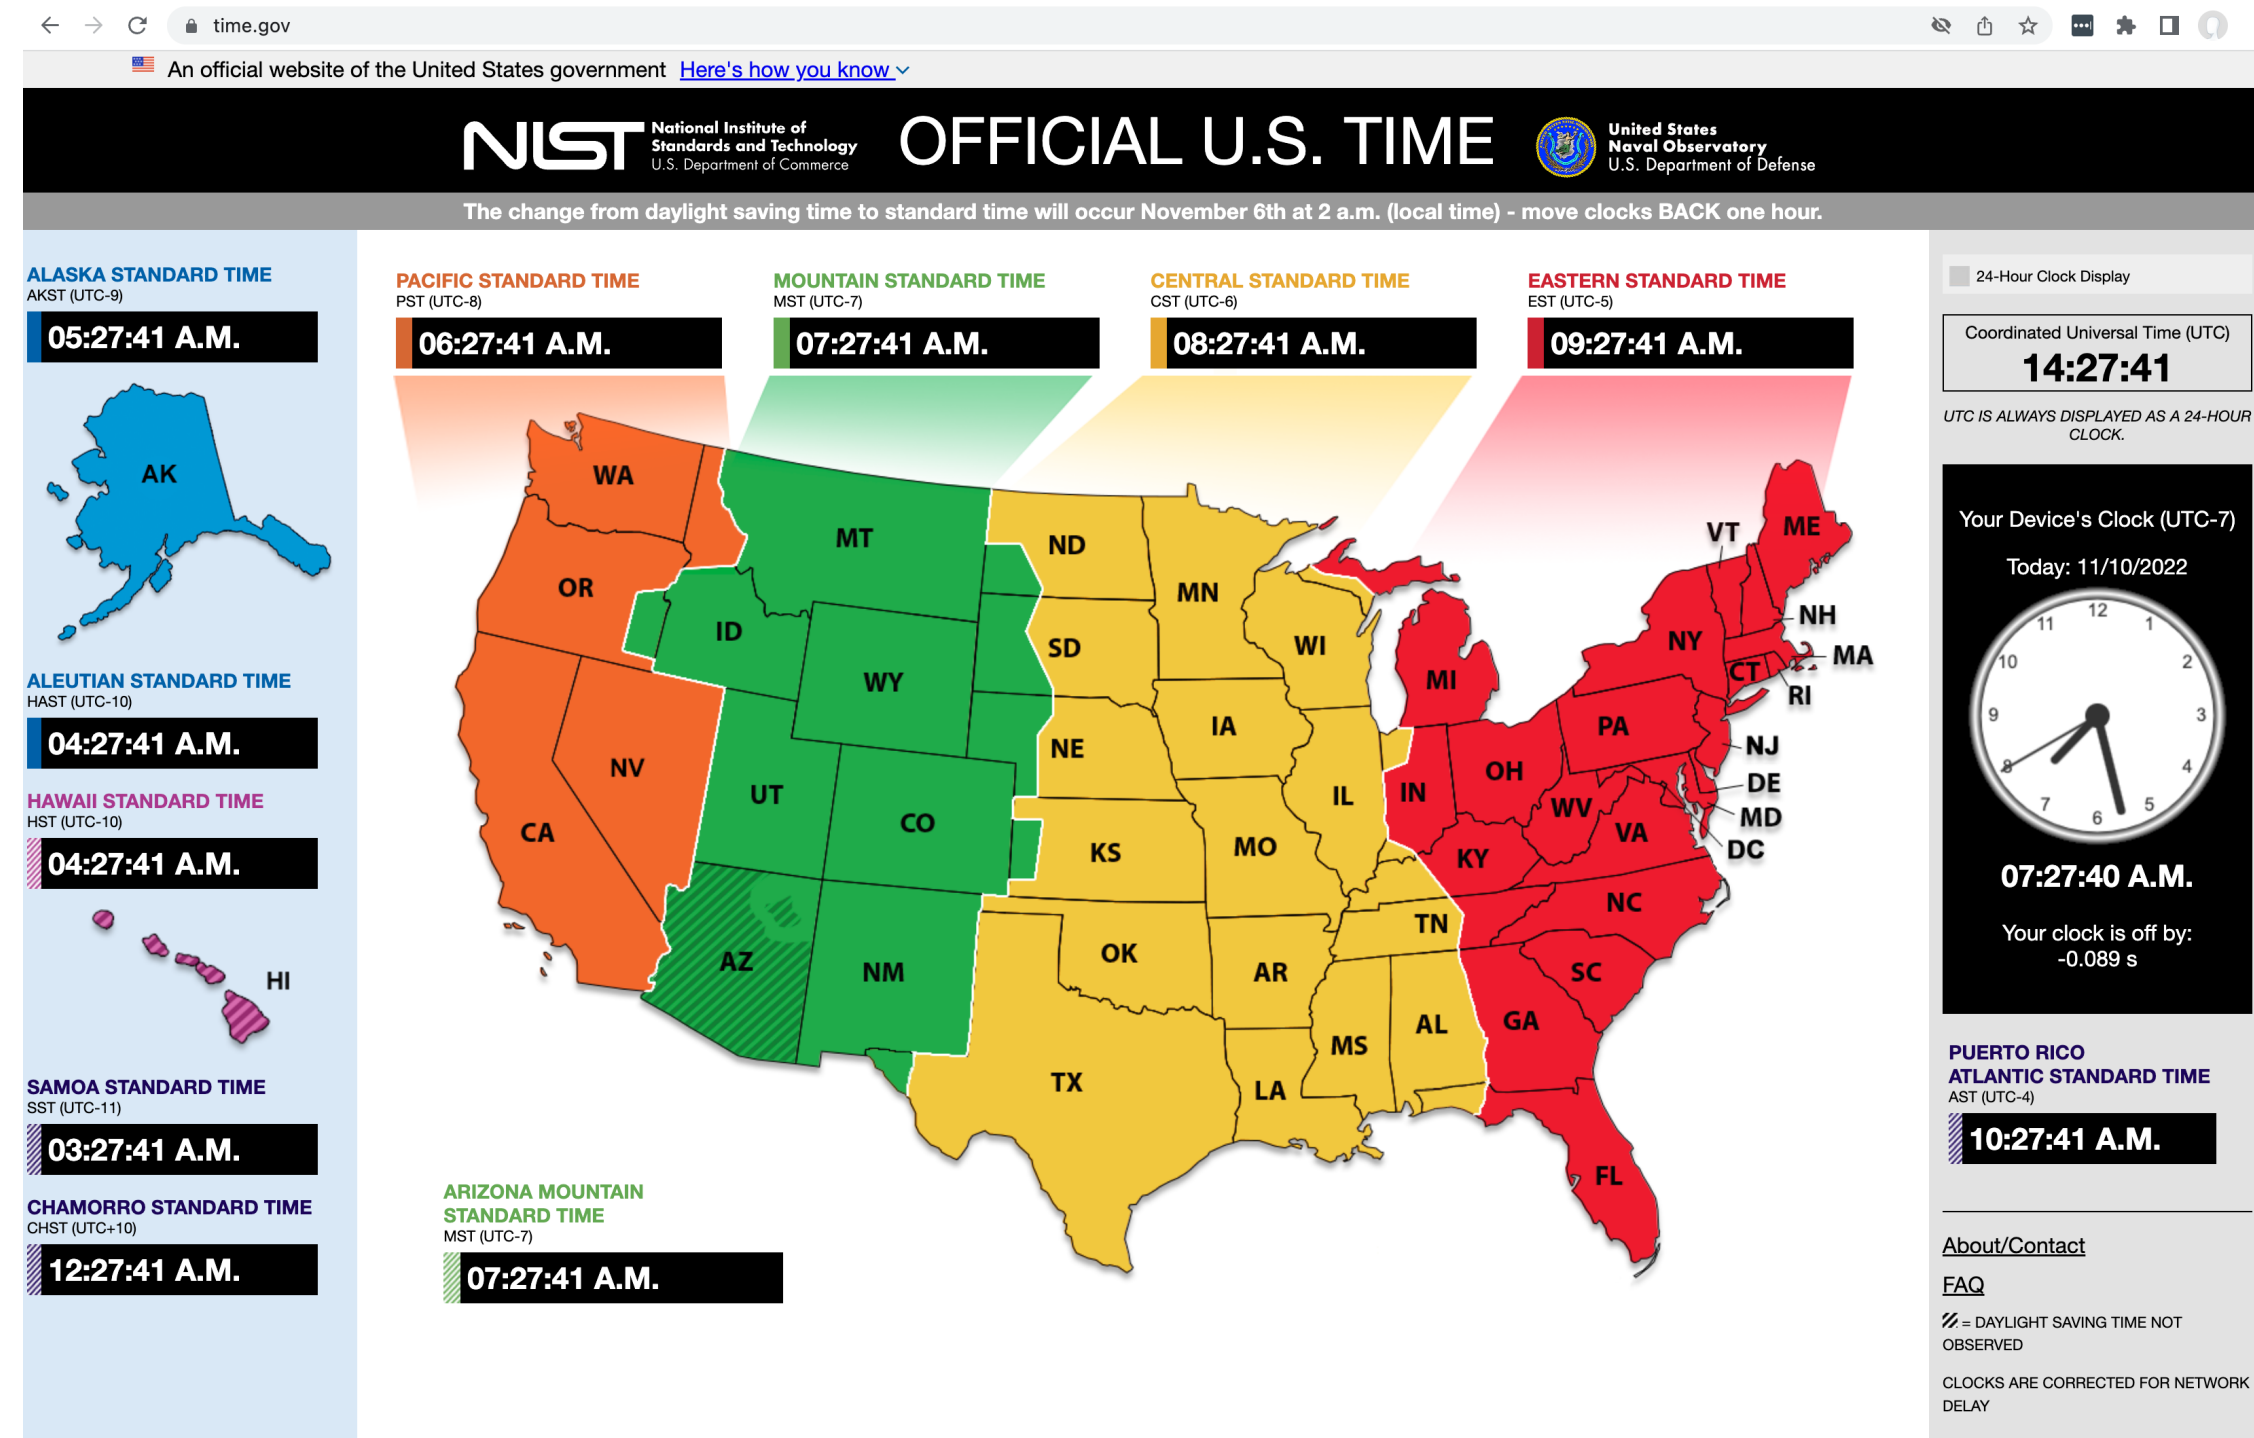 time.gov
An official website of the United States government Here's how you know
NIST National Institute of
Standards and Technology
U.S. Department of Commerce
OFFICIAL U.S. TIME
United States
Naval Observatory
U.S. Department of Defense
The change from daylight saving time to standard time will occur November 6th at 2 a.m. (local time) - move clocks BACK one hour.
ALASKA STANDARD TIME
AKST (UTC-9)
05:27:41 A.M.
AK
ALEUTIAN STANDARD TIME
HAST (UTC-10)
04:27:41 A.M.
HAWAII STANDARD TIME
HST (UTC-10)
04:27:41 A.M.
HI
SAMOA STANDARD TIME
SST (UTC-11)
03:27:41 A.M.
CHAMORRO STANDARD TIME
CHST (UTC+10)
12:27:41 A.M.
PACIFIC STANDARD TIME
PST (UTC-8)
06:27:41 A.M.
MOUNTAIN STANDARD TIME
MST (UTC-7)
07:27:41 A.M.
CENTRAL STANDARD TIME
CST (UTC-6)
08:27:41 A.M.
EASTERN STANDARD TIME
EST (UTC-5)
09:27:41 A.M.
WA
OR
CA
NV
ID
MT
WY
UT
CO
AZ
NM
ND
SD
NE
KS
OK
TX
MN
IA
MO
AR
LA
WI
IL
MS
AL
TN
MI
IN
OH
KY
WV
VA
NC
SC
GA
FL
PA
NY
VT
ME
NH
MA
CT
RI
NJ
DE
MD
DC
ARIZONA MOUNTAIN
STANDARD TIME
MST (UTC-7)
07:27:41 A.M.
24-Hour Clock Display
Coordinated Universal Time (UTC)
14:27:41
UTC IS ALWAYS DISPLAYED AS A 24-HOUR
CLOCK.
Your Device's Clock (UTC-7)
Today: 11/10/2022
12
1
2
3
4
5
6
7
8
9
10
11
07:27:40 A.M.
Your clock is off by:
-0.089 s
PUERTO RICO
ATLANTIC STANDARD TIME
AST (UTC-4)
10:27:41 A.M.
About/Contact
FAQ
= DAYLIGHT SAVING TIME NOT
OBSERVED
CLOCKS ARE CORRECTED FOR NETWORK
DELAY